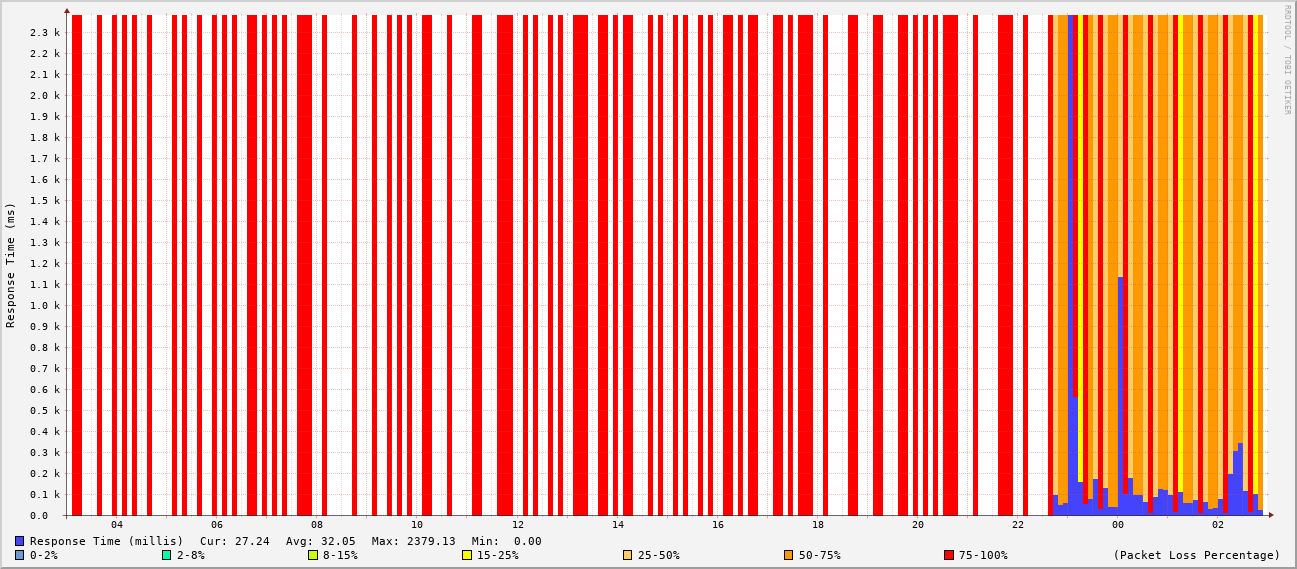 RRDTOOL / TOBI OETIKER
Response Time (ms)
2.3 k
2.2 k
2.1 k
2.0 k
1.9 k
1.8 k
1.7 k
1.6 k
1.5 k
1.4 k
1.3 k
1.2 k
1.1 k
1.0 k
0.9 k
0.8 k
0.7 k
0.6 k
0.5 k
0.4 k
0.3 k
0.2 k
0.1 k
0.0
04 06 08 10 12 14 16 18 20 22 00 02
Response Time (millis) Cur: 27.24 Avg: 32.05 Max: 2379.13 Min: 0.00
0-2% 2-8% 8-15% 15-25% 25-50% 50-75% 75-100% (Packet Loss Percentage)